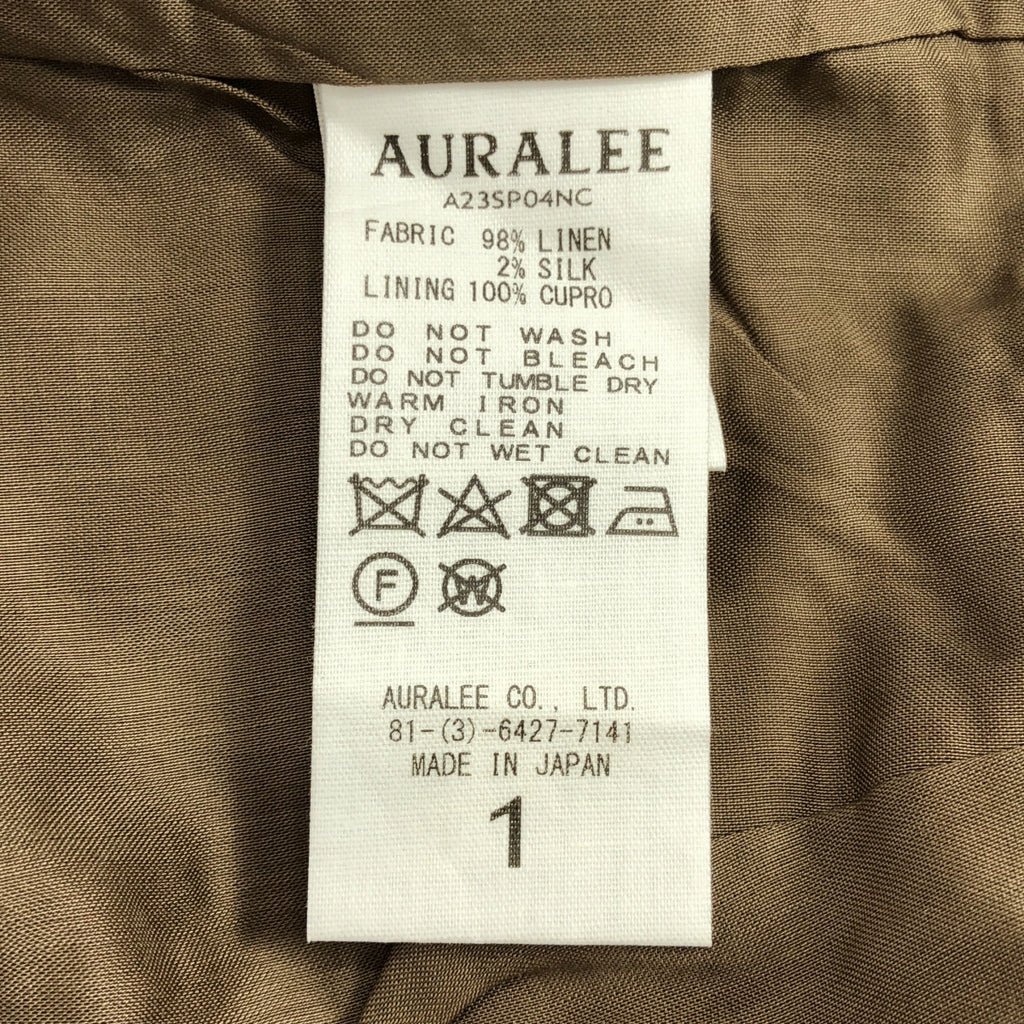 AURALEE
A23SP04NC
FABRIC 98% LINEN
2% SILK
LINING 100% CUPRO
DO NOT WASH
DO NOT BLEACH
DO NOT TUMBLE DRY
WARM IRON
DRY CLEAN
DO NOT WET CLEAN
F W
AURALEE CO., LTD.
81-(3)-6427-7141
MADE IN JAPAN
1